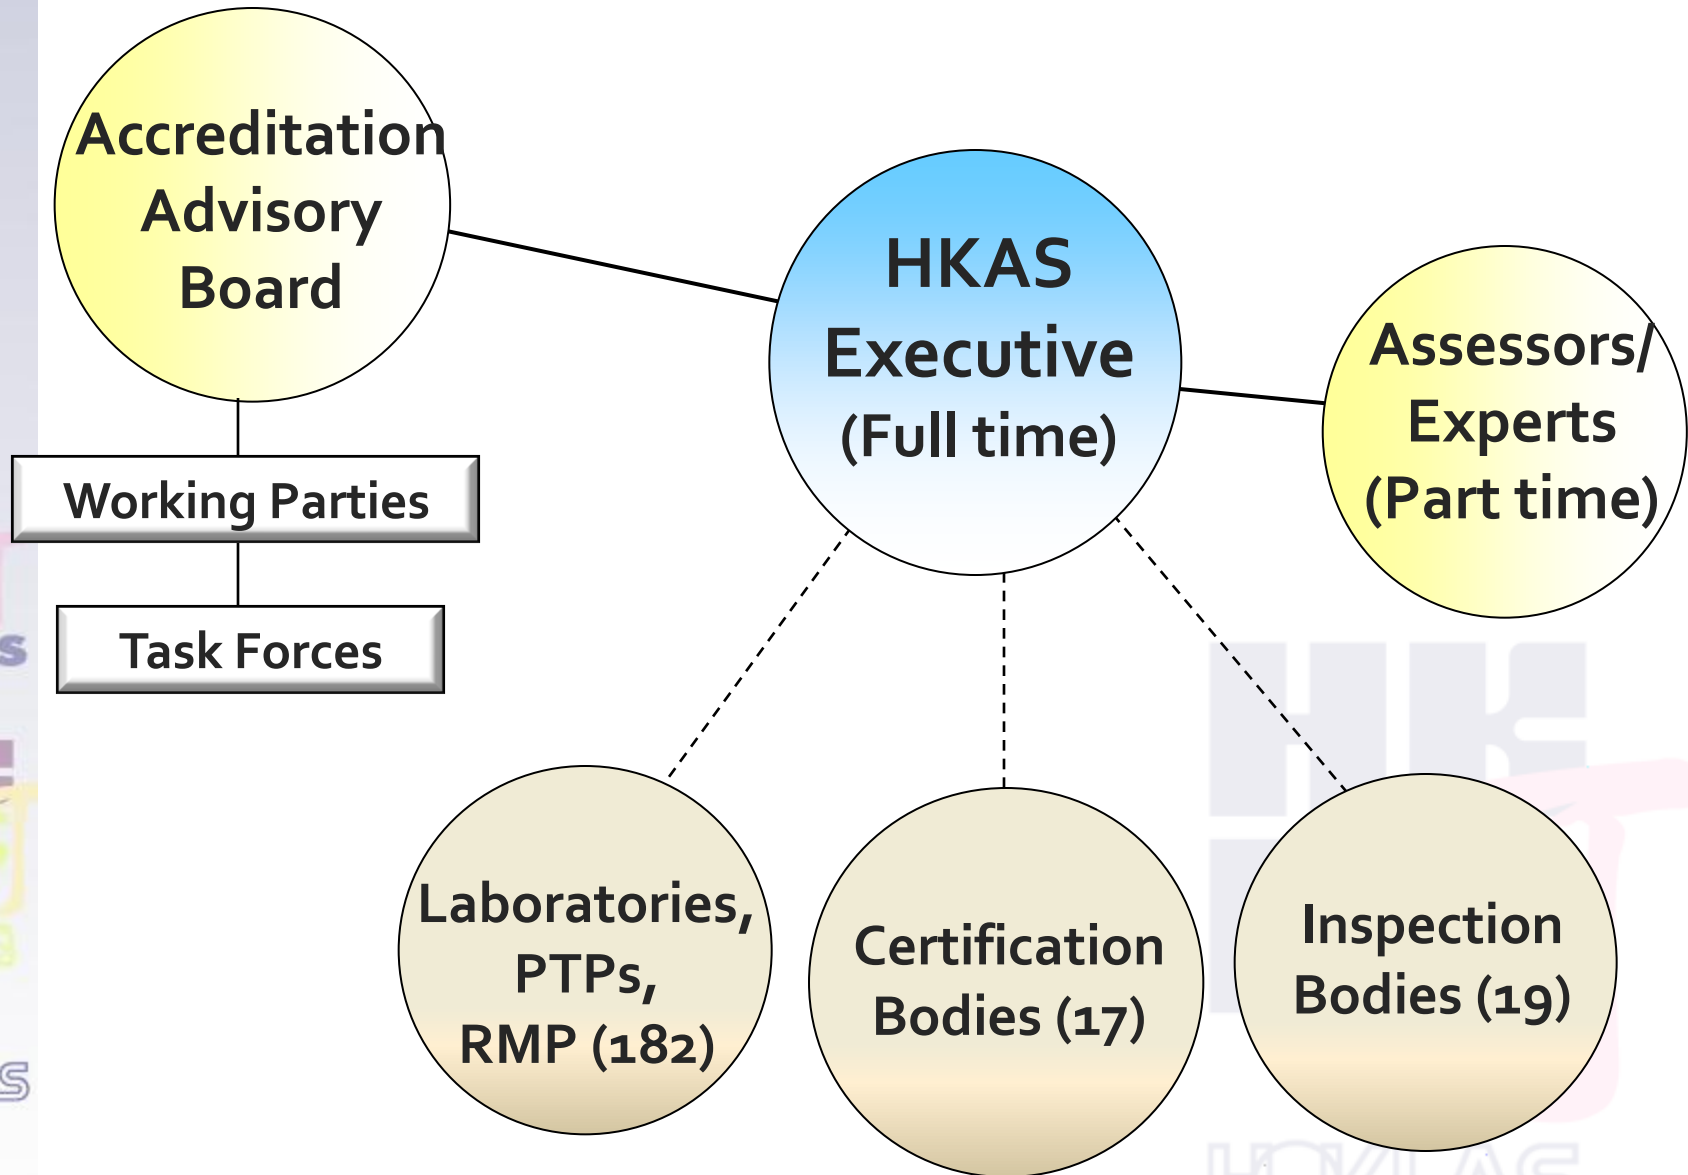 Accreditation
Advisory
Board
HKAS
Executive
(Full time)
Assessors/
Experts
(Part time)
Working Parties
Task Forces
Laboratories,
PTPs,
RMP (182)
Certification
Bodies (17)
Inspection
Bodies (19)
HK